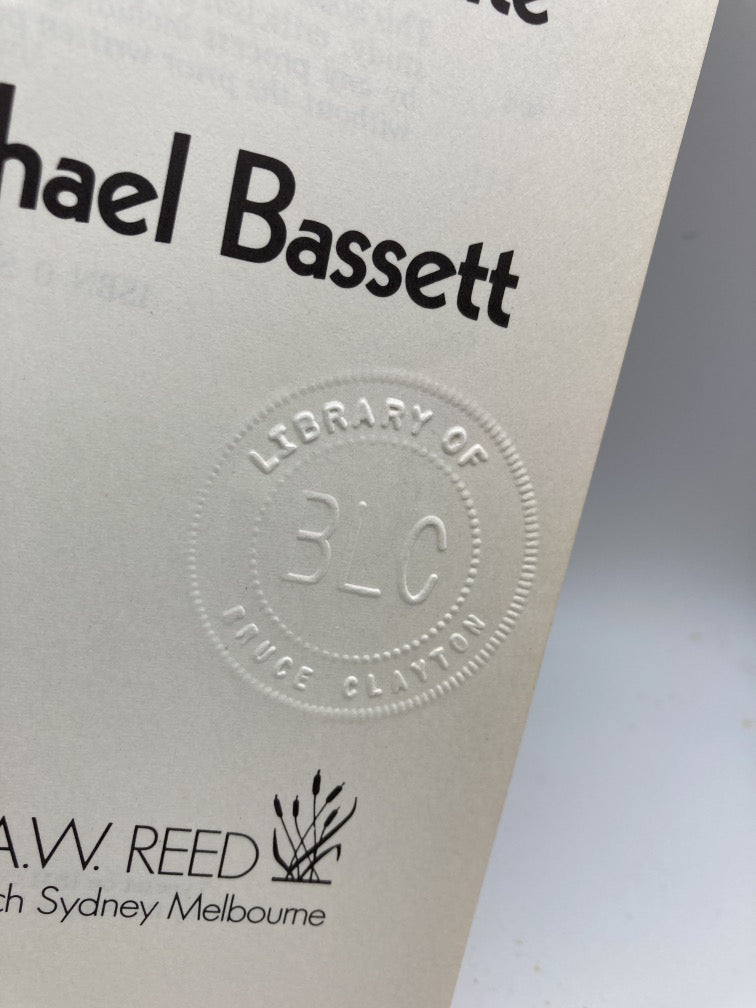 hael Bassett
LIBRARY OF
BLC
BRUCE CLAYTON
A.W. REED
ch Sydney Melbourne